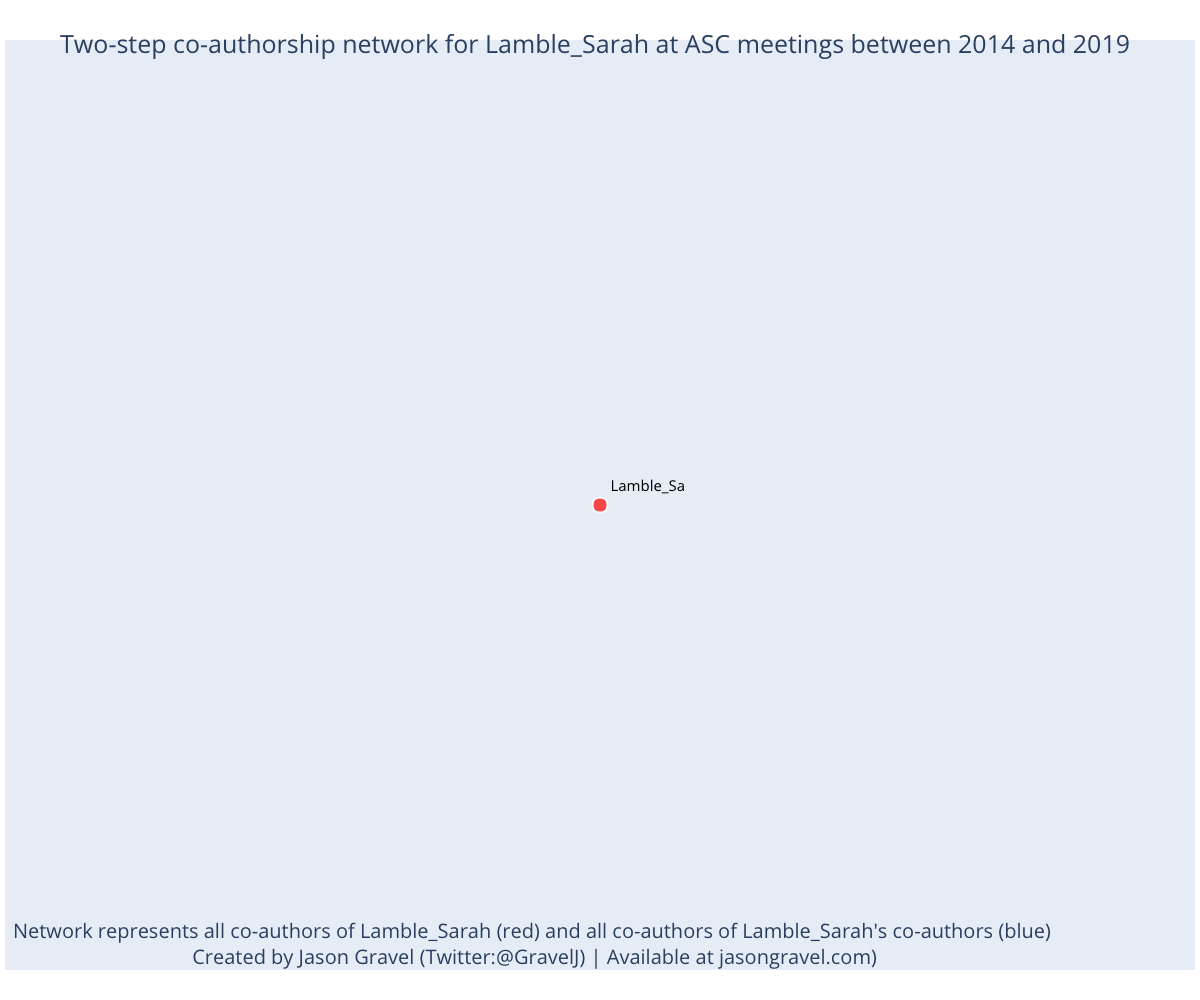 Two-step co-authorship network for Lamble_Sarah at ASC meetings between 2014 and 2019
Lamble_Sa
Network represents all co-authors of Lamble_Sarah (red) and all co-authors of Lamble_Sarah's co-authors (blue)
Created by Jason Gravel (Twitter:@GravelJ) | Available at jasongravel.com)